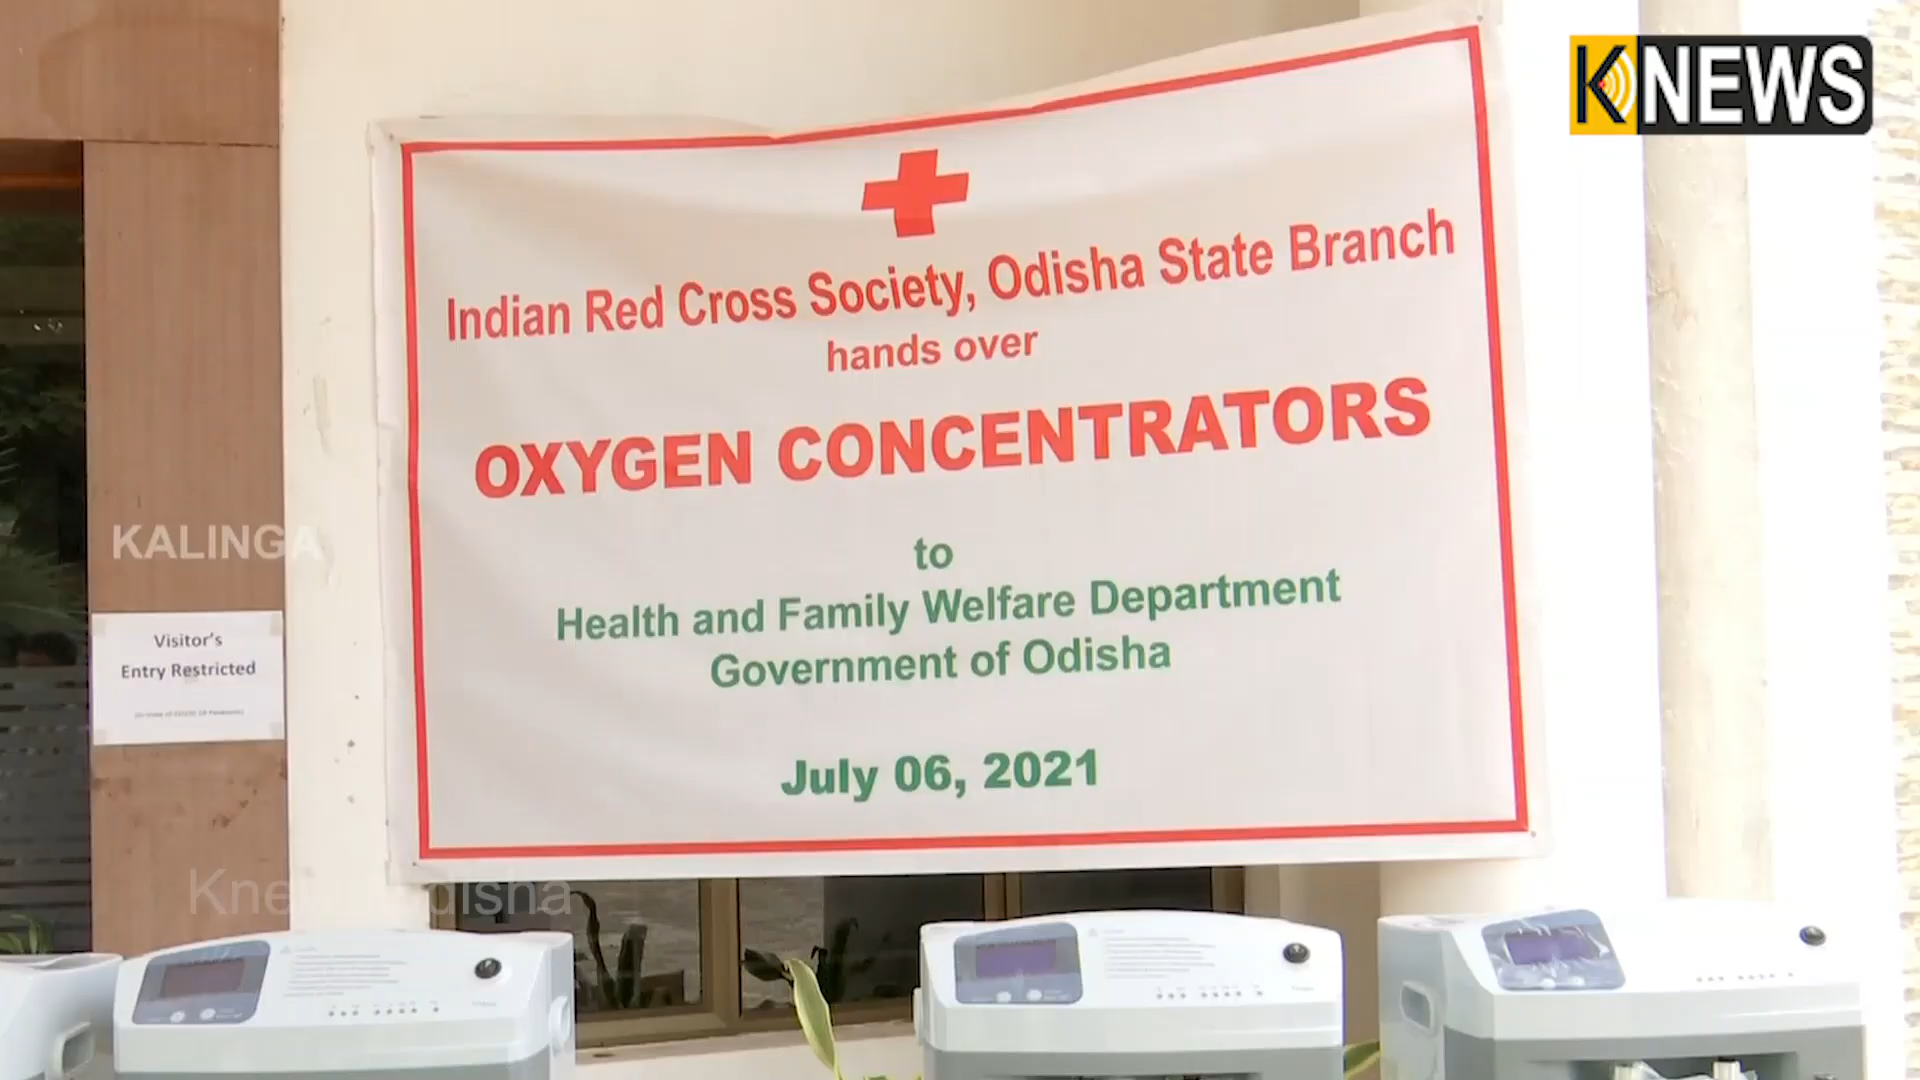 KNEWS
Indian Red Cross Society, Odisha State Branch
hands over
OXYGEN CONCENTRATORS
to
Health and Family Welfare Department
Government of Odisha
July 06, 2021
KALINGA
Visitor's
Entry Restricted